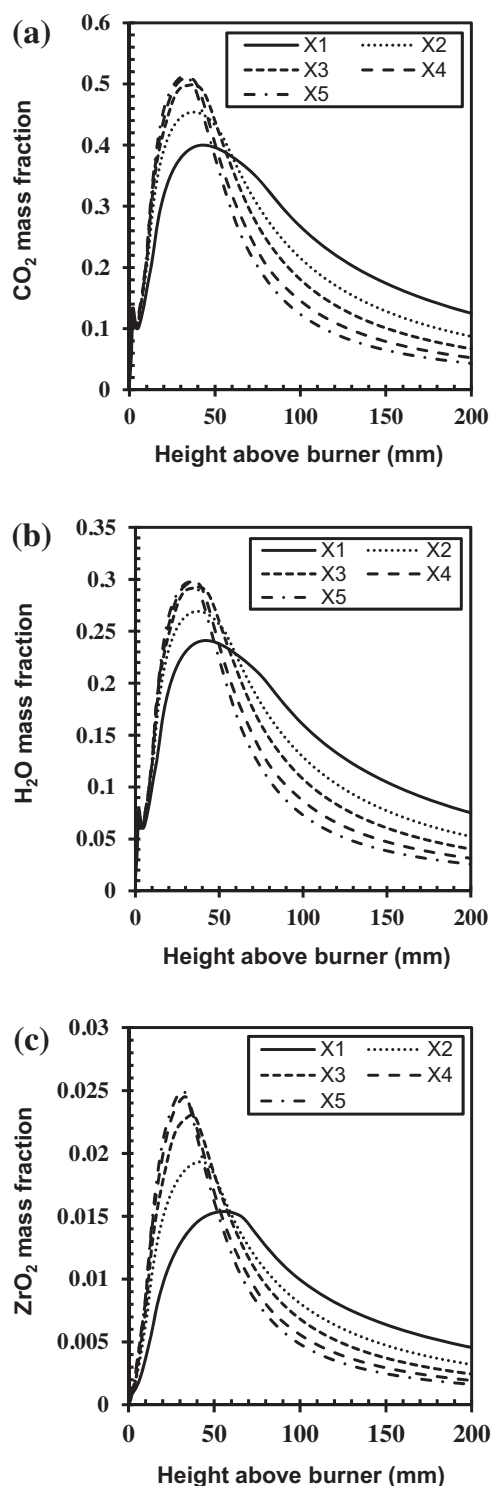 (a)
CO2 mass fraction
0.6
0.5
0.4
0.3
0.2
0.1
0
X1 X2
X3 X4
X5
0 50 100 150 200
Height above burner (mm)
(b)
H2O mass fraction
0.35
0.3
0.25
0.2
0.15
0.1
0.05
0
X1 X2
X3 X4
X5
0 50 100 150 200
Height above burner (mm)
(c)
ZrO2 mass fraction
0.03
0.025
0.02
0.015
0.01
0.005
0
X1 X2
X3 X4
X5
0 50 100 150 200
Height above burner (mm)